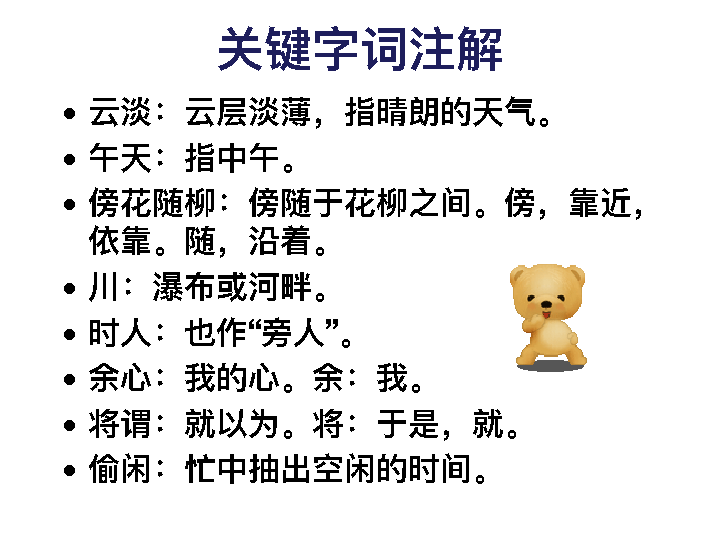 关键字词注解
• 云淡：云层淡薄，指晴朗的天气。
• 午天：指中午。
• 傍花随柳：傍随于花柳之间。傍，靠近，
依靠。随，沿着。
• 川：瀑布或河畔。
• 时人：也作“旁人”。
• 余心：我的心。余：我。
• 将谓：就以为。将：于是，就。
• 偷闲：忙中抽出空闲的时间。